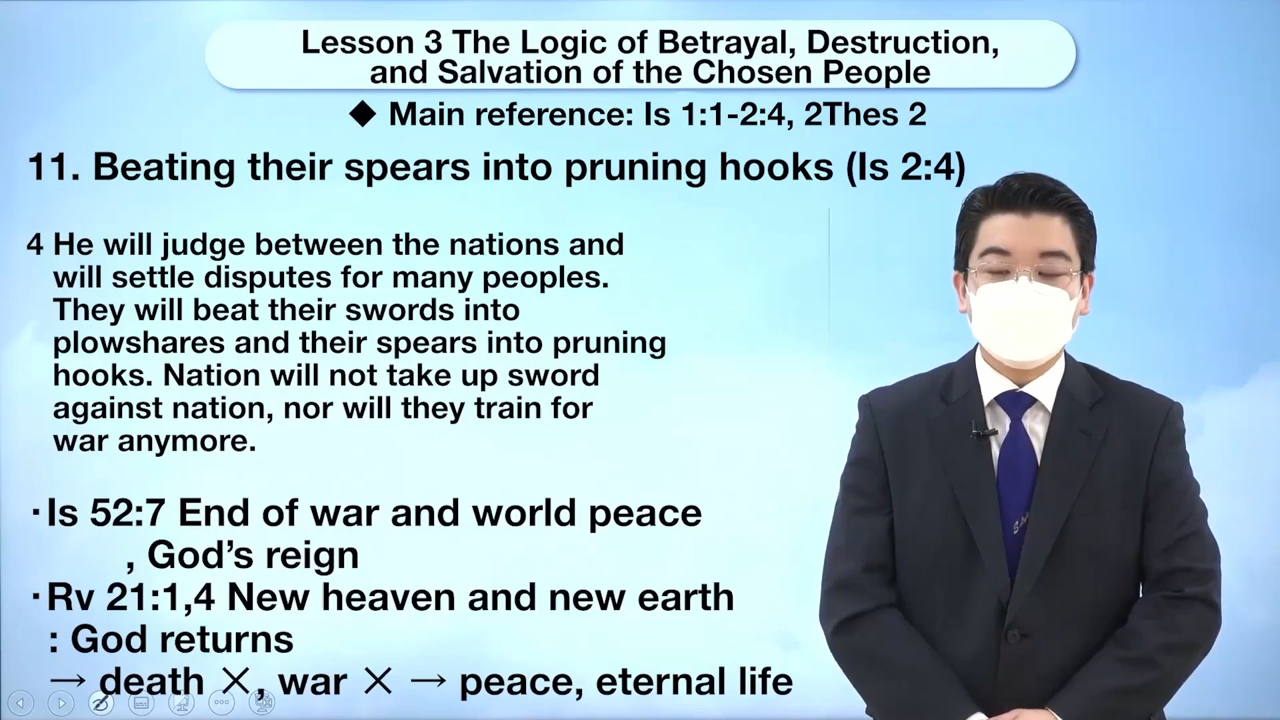 Lesson 3 The Logic of Betrayal, Destruction,
and Salvation of the Chosen People
◆ Main reference: Is 1:1-2:4, 2Thes 2
11. Beating their spears into pruning hooks (Is 2:4)
4 He will judge between the nations and
will settle disputes for many peoples.
They will beat their swords into
plowshares and their spears into pruning
hooks. Nation will not take up sword
against nation, nor will they train for
war anymore.
·Is 52:7 End of war and world peace
, God’s reign
·Rv 21:1,4 New heaven and new earth
: God returns
→ death ✕, war ✕ → peace, eternal life